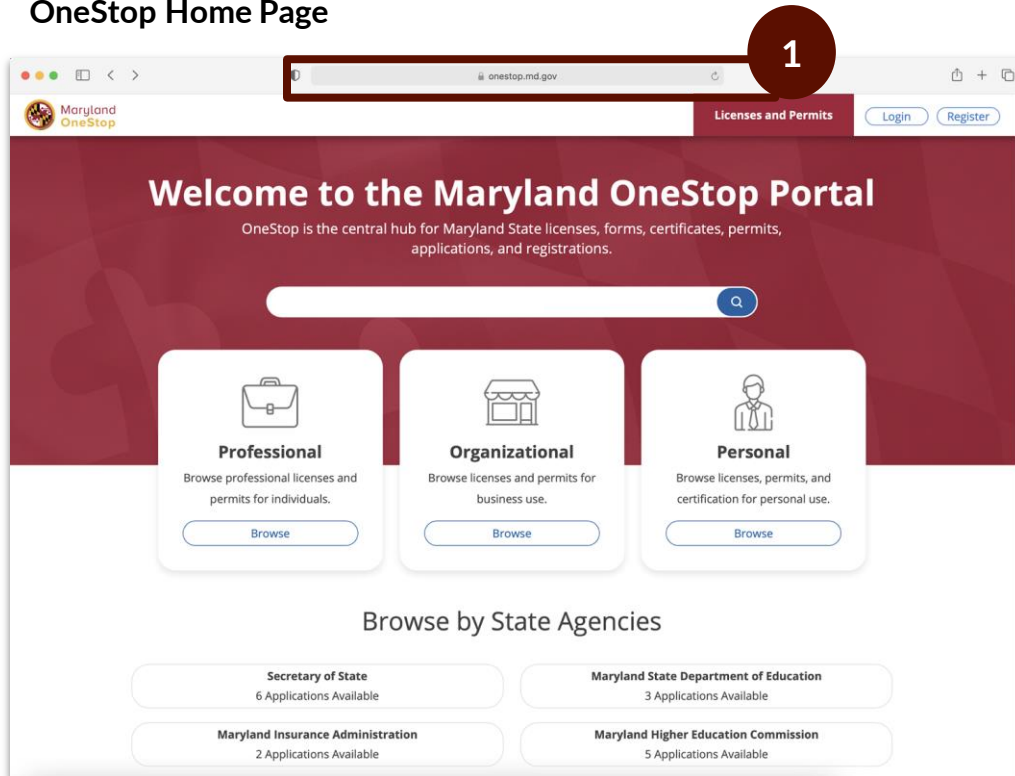 OneStop Home Page
1
onestop.md.gov
Maryland
OneStop
Licenses and Permits
Login
Register
Welcome to the Maryland OneStop Portal
OneStop is the central hub for Maryland State licenses, forms, certificates, permits,
applications, and registrations.
Professional
Browse professional licenses and
permits for individuals.
Browse
Organizational
Browse licenses and permits for
business use.
Browse
Personal
Browse licenses, permits, and
certification for personal use.
Browse
Browse by State Agencies
Secretary of State
6 Applications Available
Maryland State Department of Education
3 Applications Available
Maryland Insurance Administration
2 Applications Available
Maryland Higher Education Commission
5 Applications Available